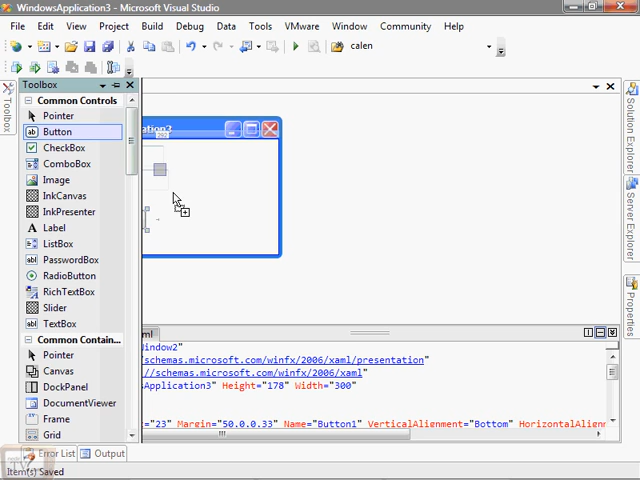 WindowsApplication3 - Microsoft Visual Studio
File Edit View Project Build Debug Data Tools VMware Window Community Help
calen
Toolbox
Toolbox
Common Controls
Pointer
Button
CheckBox
ComboBox
Image
InkCanvas
InkPresenter
Label
ListBox
PasswordBox
RadioButton
RichTextBox
Slider
TextBox
Common Contain...
Pointer
Canvas
DockPanel
DocumentViewer
Frame
Grid
ation3
Solution Explorer
Server Explorer
Properties
ml
Window2"
schemas.microsoft.com/winfx/2006/xaml/presentation"
//schemas.microsoft.com/winfx/2006/xaml"
sApplication3" Height="178" Width="300"
t="23" Margin="50.0.0.33" Name="Button1" VerticalAlignment="Bottom" HorizontalAlignm
Error List Output
Item(s) Saved